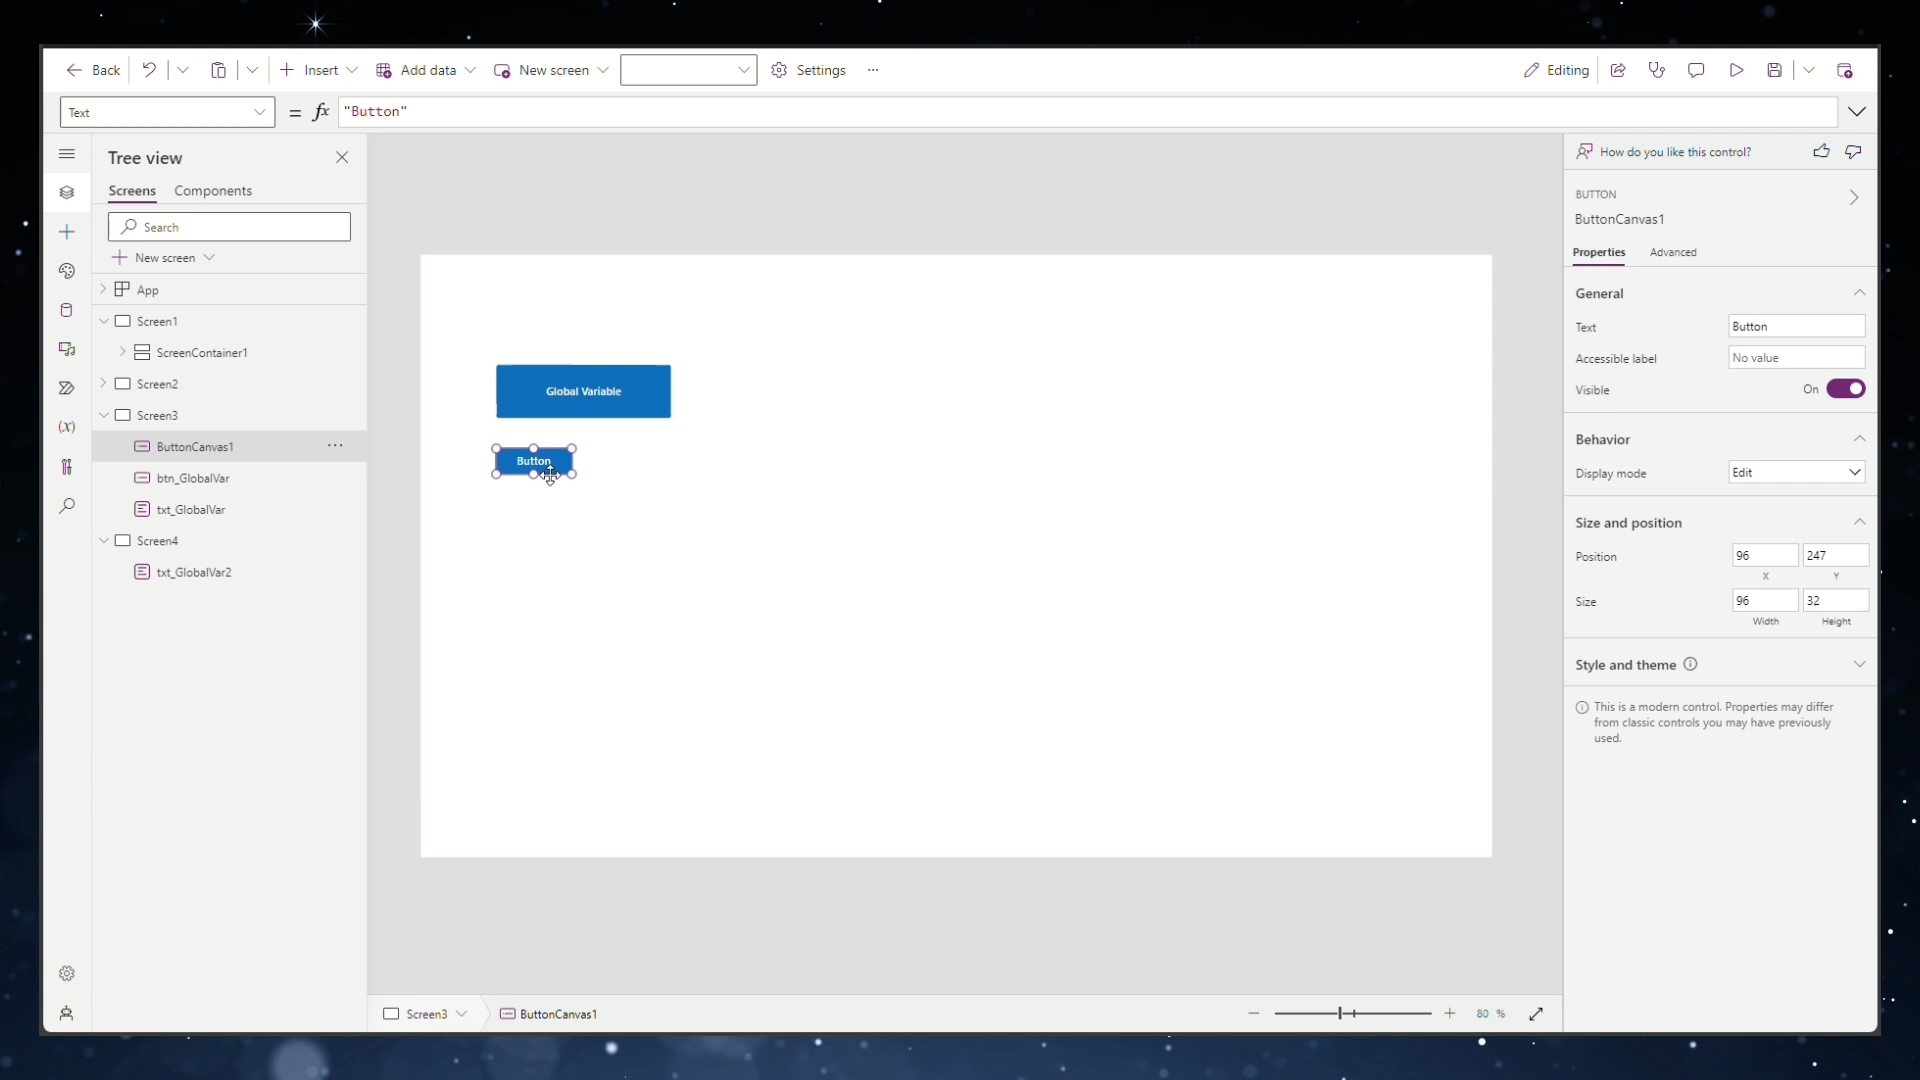 Back
Insert
Add data
New screen
Settings
...
Editing
Text
=
fx
"Button"
Tree view
Screens
Components
Search
New screen
App
Screen1
ScreenContainer1
Screen2
Screen3
ButtonCanvas1
...
btn_GlobalVar
txt_GlobalVar
Screen4
txt_GlobalVar2
(x)
Global Variable
Button
Screen3
ButtonCanvas1
80 %
How do you like this control?
BUTTON
ButtonCanvas1
Properties
Advanced
General
Text
Button
Accessible label
No value
Visible
On
Behavior
Display mode
Edit
Size and position
Position
96
247
X
Y
Size
96
32
Width
Height
Style and theme
This is a modern control. Properties may differ
from classic controls you may have previously
used.